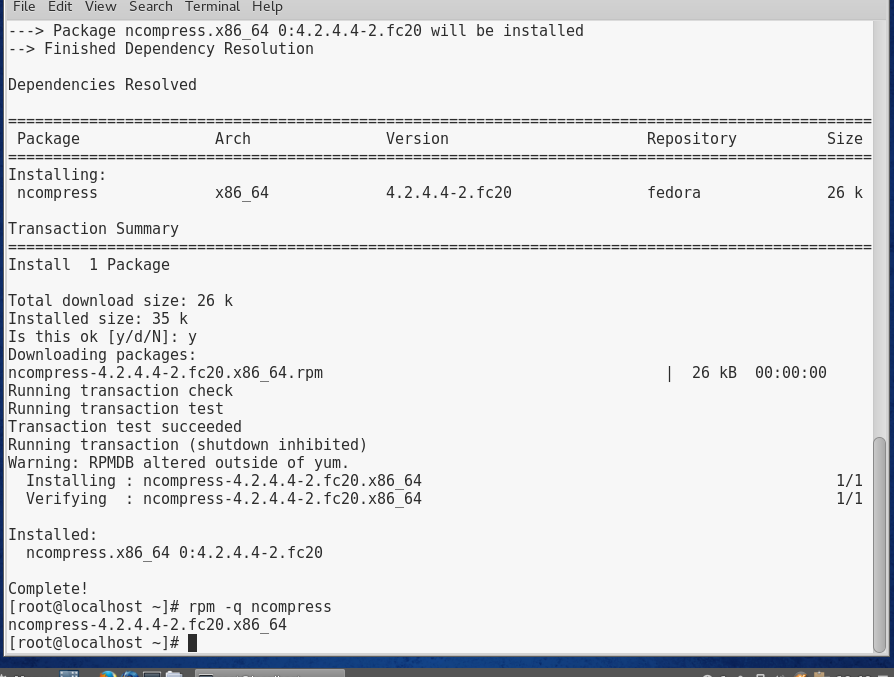 File Edit View Search Terminal Help
---> Package ncompress.x86_64 0:4.2.4.4-2.fc20 will be installed
--> Finished Dependency Resolution
Dependencies Resolved
================================================================================================
Package Arch Version Repository Size
================================================================================================
Installing:
ncompress x86_64 4.2.4.4-2.fc20 fedora 26 k
Transaction Summary
================================================================================================
Install 1 Package
Total download size: 26 k
Installed size: 35 k
Is this ok [y/d/N]: y
Downloading packages:
ncompress-4.2.4.4-2.fc20.x86_64.rpm | 26 kB 00:00:00
Running transaction check
Running transaction test
Transaction test succeeded
Running transaction (shutdown inhibited)
Warning: RPMDB altered outside of yum.
Installing : ncompress-4.2.4.4-2.fc20.x86_64 1/1
Verifying : ncompress-4.2.4.4-2.fc20.x86_64 1/1
Installed:
ncompress.x86_64 0:4.2.4.4-2.fc20
Complete!
[root@localhost ~]# rpm -q ncompress
ncompress-4.2.4.4-2.fc20.x86_64
[root@localhost ~]#